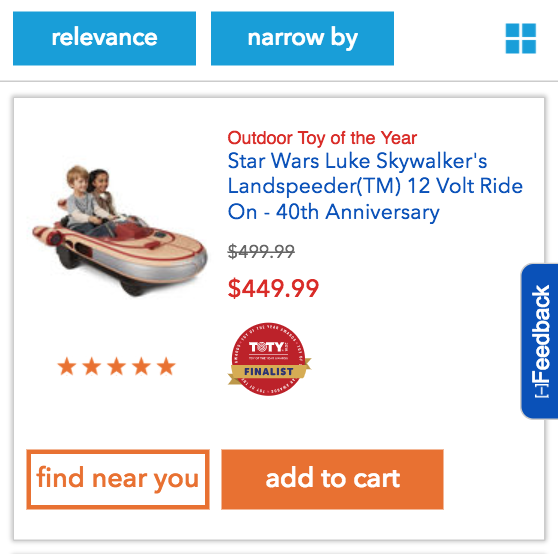 relevance
narrow by
Outdoor Toy of the Year
Star Wars Luke Skywalker's
Landspeeder(TM) 12 Volt Ride
On - 40th Anniversary
$499.99
$449.99
TOTY
FINALIST
find near you
add to cart
[–]Feedback